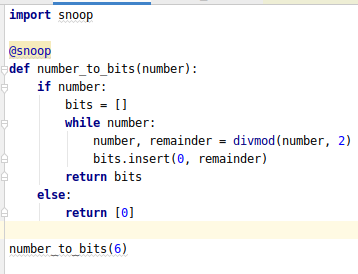 import snoop
@snoop
def number_to_bits(number):
    if number:
        bits = []
        while number:
            number, remainder = divmod(number, 2)
            bits.insert(0, remainder)
        return bits
    else:
        return [0]
number_to_bits(6)